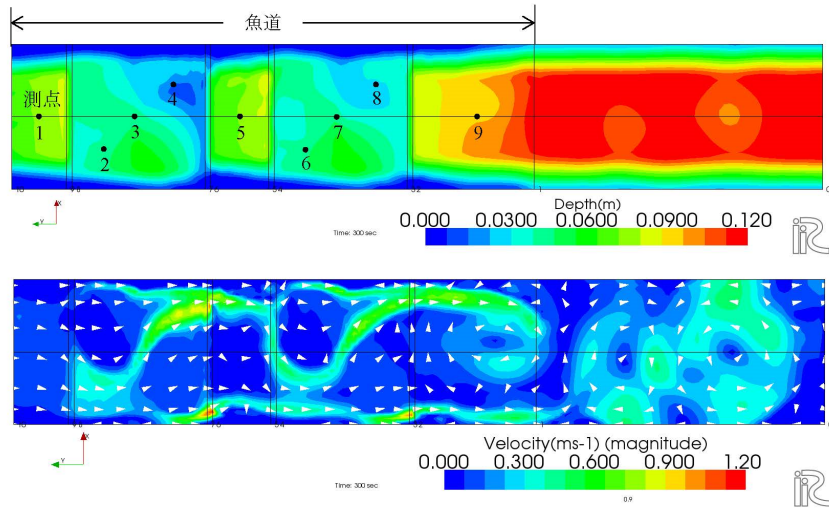 魚道
測点
1
2
3
4
5
6
7
8
9
Y
X
Time: 300 sec
Depth(m)
0.000 0.0300 0.0600 0.0900 0.120
Y
X
Time: 300 sec
Velocity(ms-1) (magnitude)
0.000 0.300 0.600 0.900 1.20
0.9